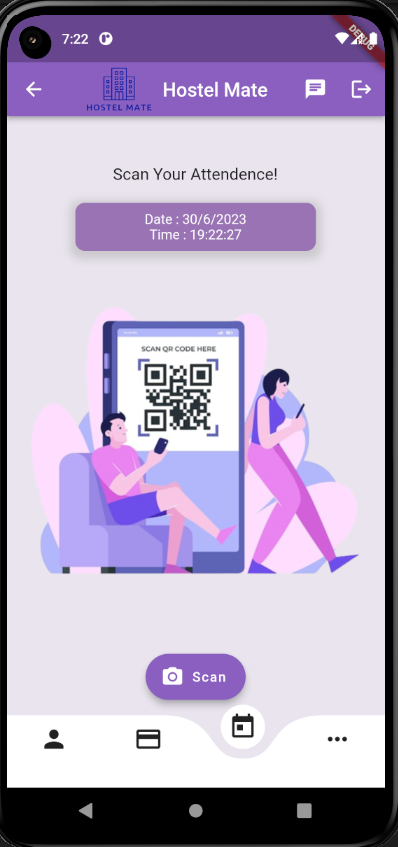 7:22
DEBUG
HOSTEL MATE
Hostel Mate
Scan Your Attendence!
Date : 30/6/2023
Time : 19:22:27
SCAN QR CODE HERE
Scan